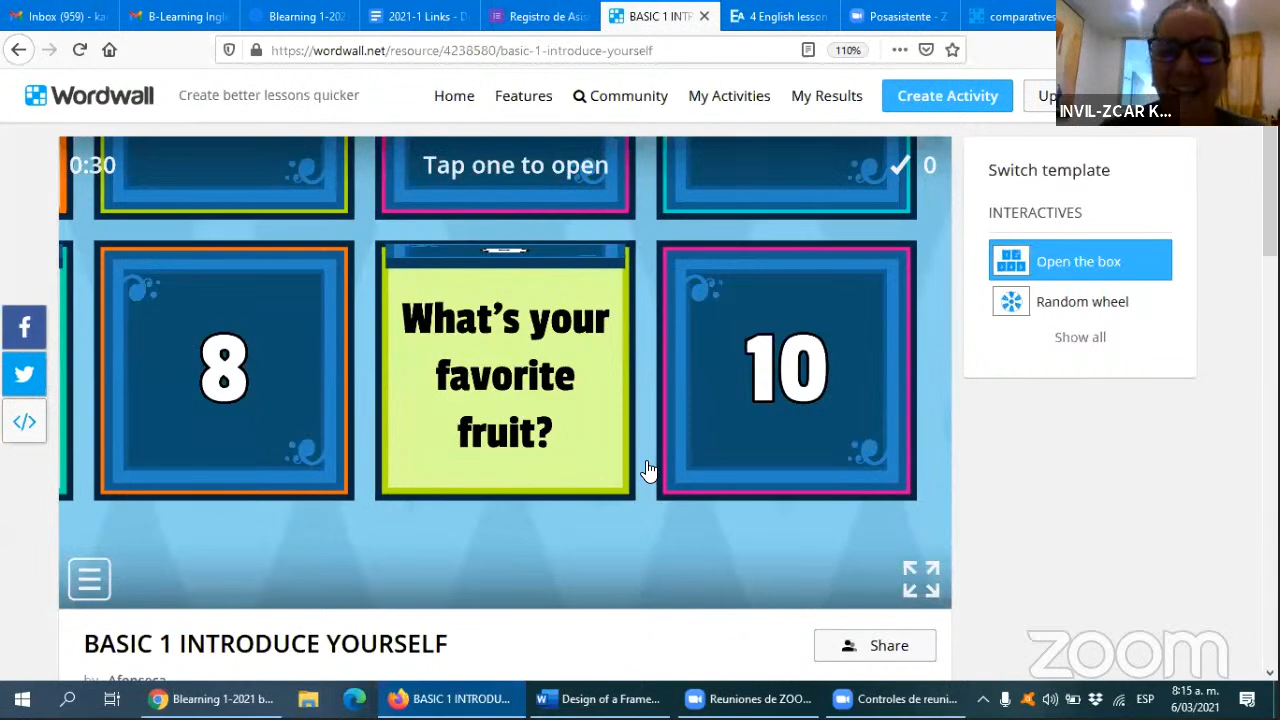 Inbox (959) - ka
B-Learning Ingle
Blearning 1-202
2021-1 Links - D
Registro de Asis
BASIC 1 INTR
4 English lesson
Posasistente - Z
comparatives
https://wordwall.net/resource/4238580/basic-1-introduce-yourself
110%
Wordwall
Create better lessons quicker
Home
Features
Community
My Activities
My Results
Create Activity
Up
INVIL-ZCAR K...
0:30
Tap one to open
0
8
What's your
favorite
fruit?
10
Switch template
INTERACTIVES
Open the box
Random wheel
Show all
BASIC 1 INTRODUCE YOURSELF
Share
by Afonseca
zoom
Blearning 1-2021 b...
BASIC 1 INTRODU...
Design of a Frame...
Reuniones de ZOO...
Controles de reuni...
ESP
8:15 a. m.
6/03/2021